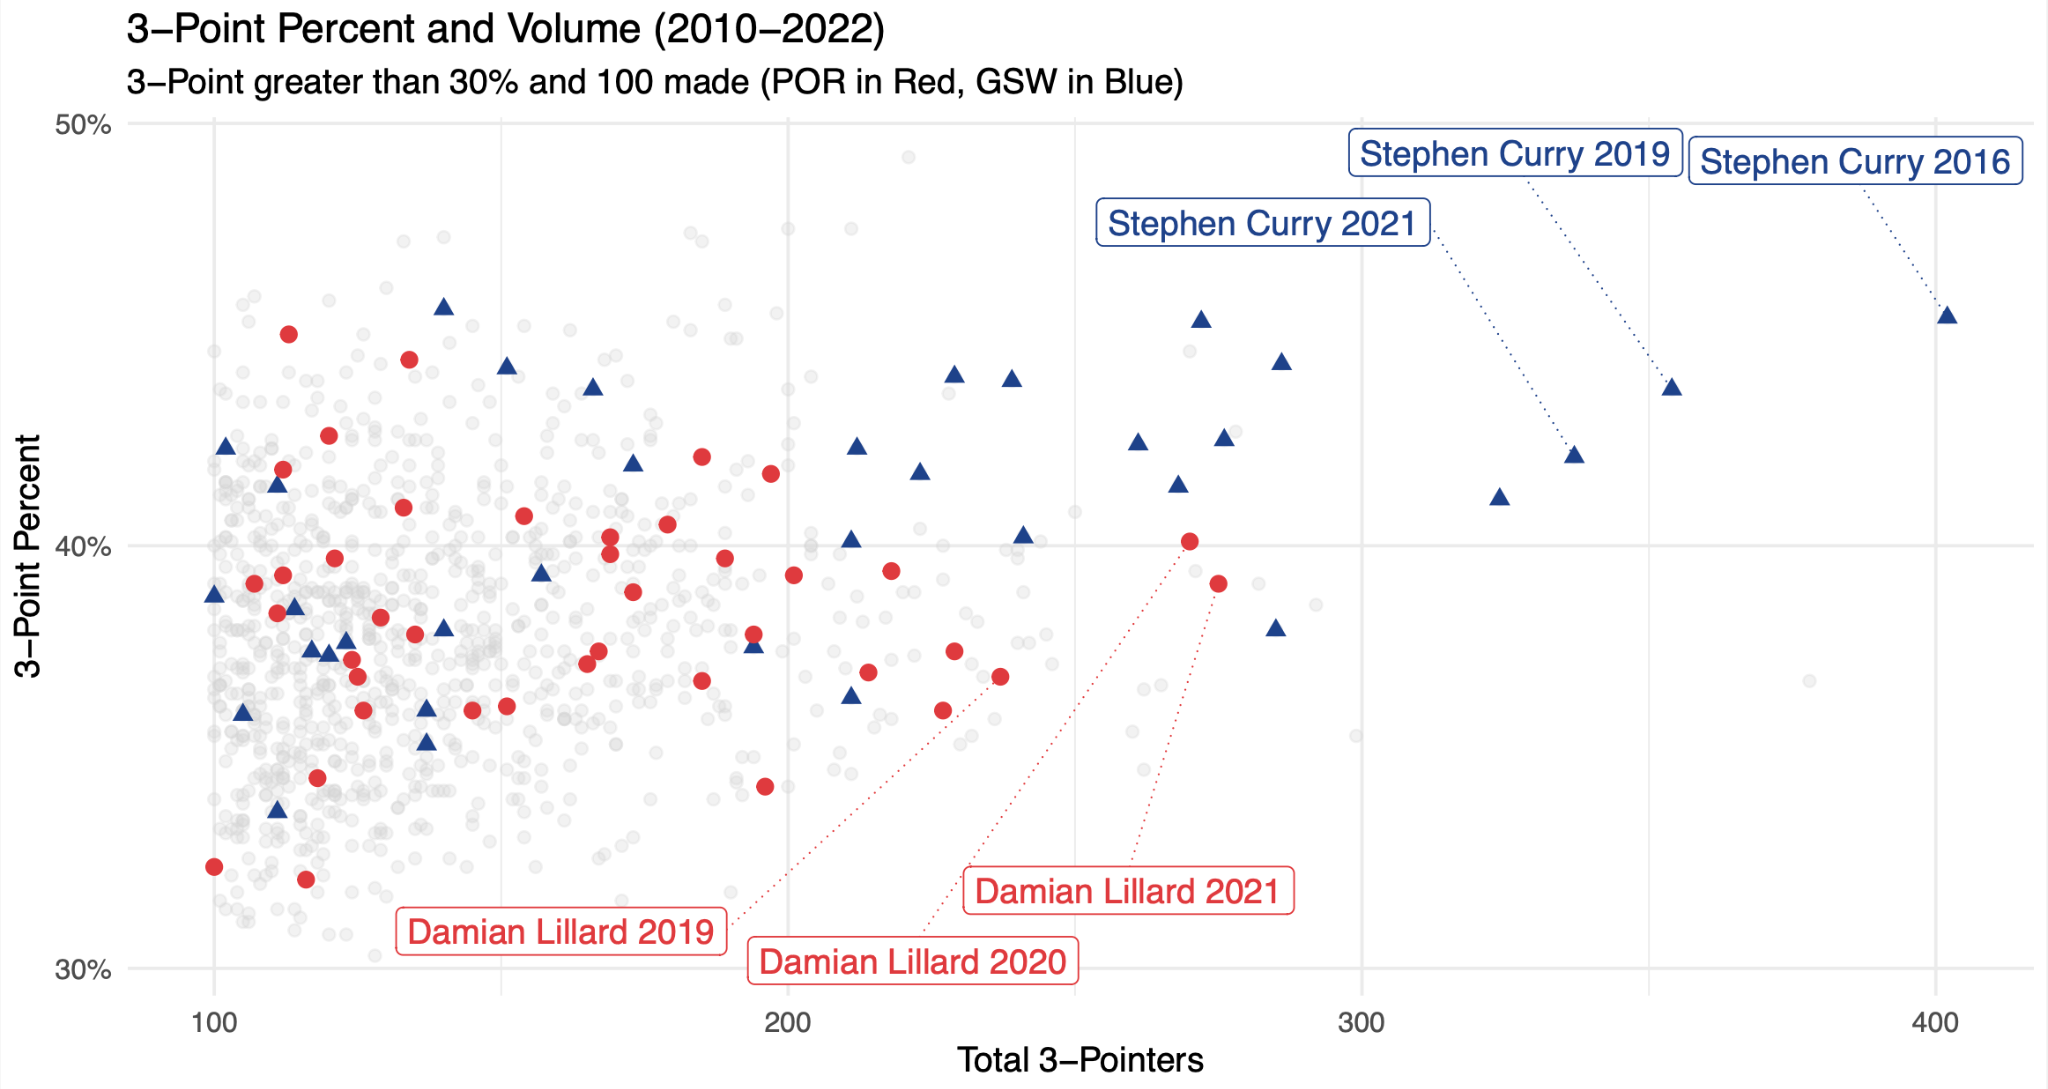 3−Point Percent and Volume (2010−2022)
3−Point greater than 30% and 100 made (POR in Red, GSW in Blue)
50%
Stephen Curry 2019
Stephen Curry 2016
Stephen Curry 2021
3−Point Percent
40%
Damian Lillard 2021
Damian Lillard 2019
Damian Lillard 2020
30%
100 200 300 400
Total 3−Pointers